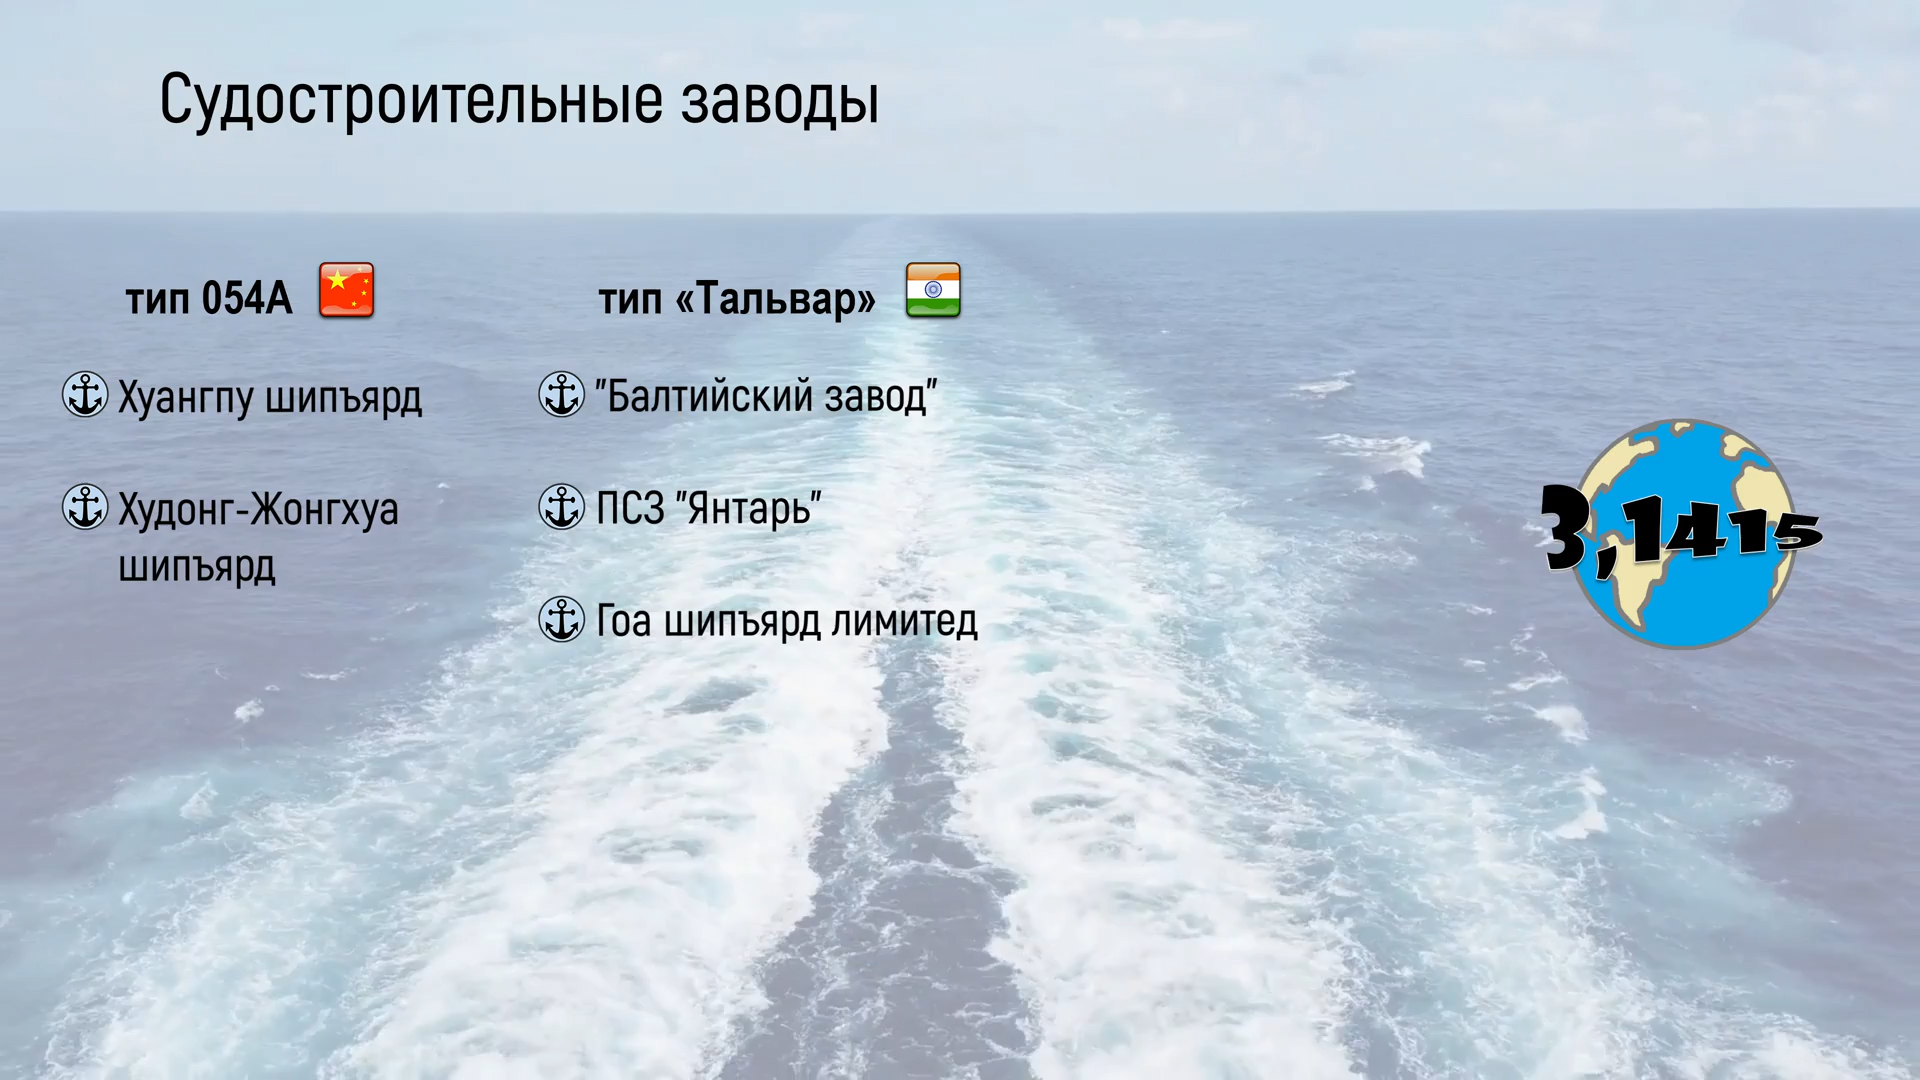 Судостроительные заводы
тип 054А
тип «Тальвар»
Хуангпу шипъярд
"Балтийский завод"
Худонг-Жонгхуа
шипъярд
ПСЗ "Янтарь"
Гоа шипъярд лимитед
3,1415